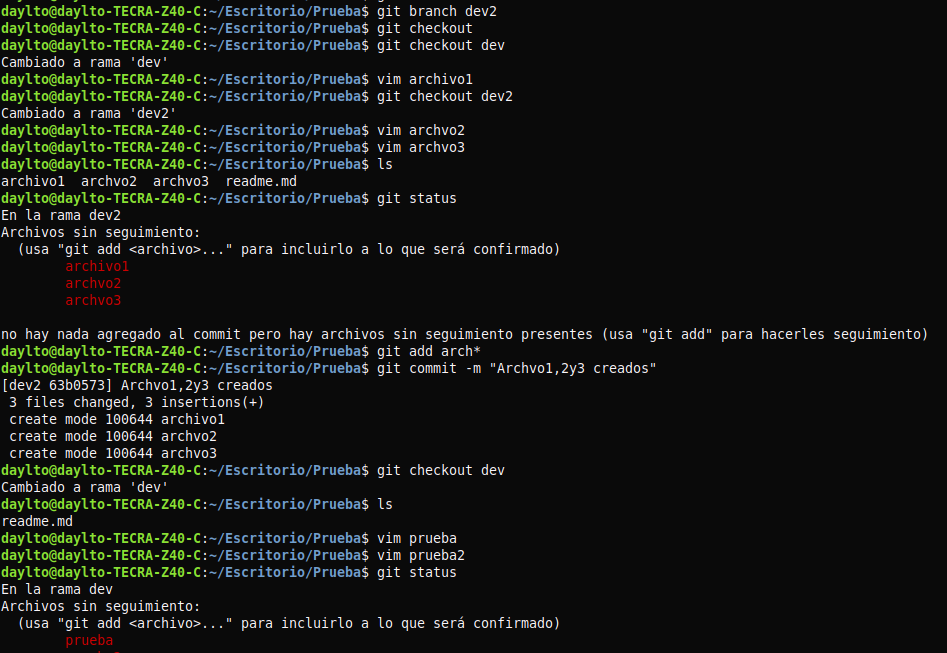 daylto@daylto-TECRA-Z40-C:~/Escritorio/Prueba$ git branch dev2
daylto@daylto-TECRA-Z40-C:~/Escritorio/Prueba$ git checkout
daylto@daylto-TECRA-Z40-C:~/Escritorio/Prueba$ git checkout dev
Cambiado a rama 'dev'
daylto@daylto-TECRA-Z40-C:~/Escritorio/Prueba$ vim archivo1
daylto@daylto-TECRA-Z40-C:~/Escritorio/Prueba$ git checkout dev2
Cambiado a rama 'dev2'
daylto@daylto-TECRA-Z40-C:~/Escritorio/Prueba$ vim archvo2
daylto@daylto-TECRA-Z40-C:~/Escritorio/Prueba$ vim archvo3
daylto@daylto-TECRA-Z40-C:~/Escritorio/Prueba$ ls
archivo1  archvo2  archvo3  readme.md
daylto@daylto-TECRA-Z40-C:~/Escritorio/Prueba$ git status
En la rama dev2
Archivos sin seguimiento:
  (usa "git add <archivo>..." para incluirlo a lo que será confirmado)
        archivo1
        archvo2
        archvo3

no hay nada agregado al commit pero hay archivos sin seguimiento presentes (usa "git add" para hacerles seguimiento)
daylto@daylto-TECRA-Z40-C:~/Escritorio/Prueba$ git add arch*
daylto@daylto-TECRA-Z40-C:~/Escritorio/Prueba$ git commit -m "Archvo1,2y3 creados"
[dev2 63b0573] Archvo1,2y3 creados
 3 files changed, 3 insertions(+)
 create mode 100644 archivo1
 create mode 100644 archvo2
 create mode 100644 archvo3
daylto@daylto-TECRA-Z40-C:~/Escritorio/Prueba$ git checkout dev
Cambiado a rama 'dev'
daylto@daylto-TECRA-Z40-C:~/Escritorio/Prueba$ ls
readme.md
daylto@daylto-TECRA-Z40-C:~/Escritorio/Prueba$ vim prueba
daylto@daylto-TECRA-Z40-C:~/Escritorio/Prueba$ vim prueba2
daylto@daylto-TECRA-Z40-C:~/Escritorio/Prueba$ git status
En la rama dev
Archivos sin seguimiento:
  (usa "git add <archivo>..." para incluirlo a lo que será confirmado)
        prueba